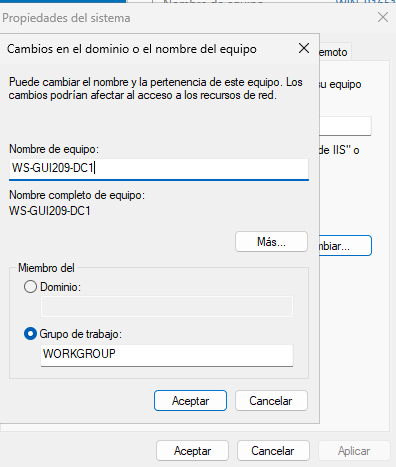 Propiedades del sistema
Cambios en el dominio o el nombre del equipo
emoto
Puede cambiar el nombre y la pertenencia de este equipo. Los
cambios podrían afectar al acceso a los recursos de red.
su equipo
Nombre de equipo:
WS-GUI209-DC1
de IIS" o
Nombre completo de equipo:
WS-GUI209-DC1
Más...
mbiar...
Miembro del
Dominio:
Grupo de trabajo:
WORKGROUP
Aceptar
Cancelar
Aceptar
Cancelar
Aplicar